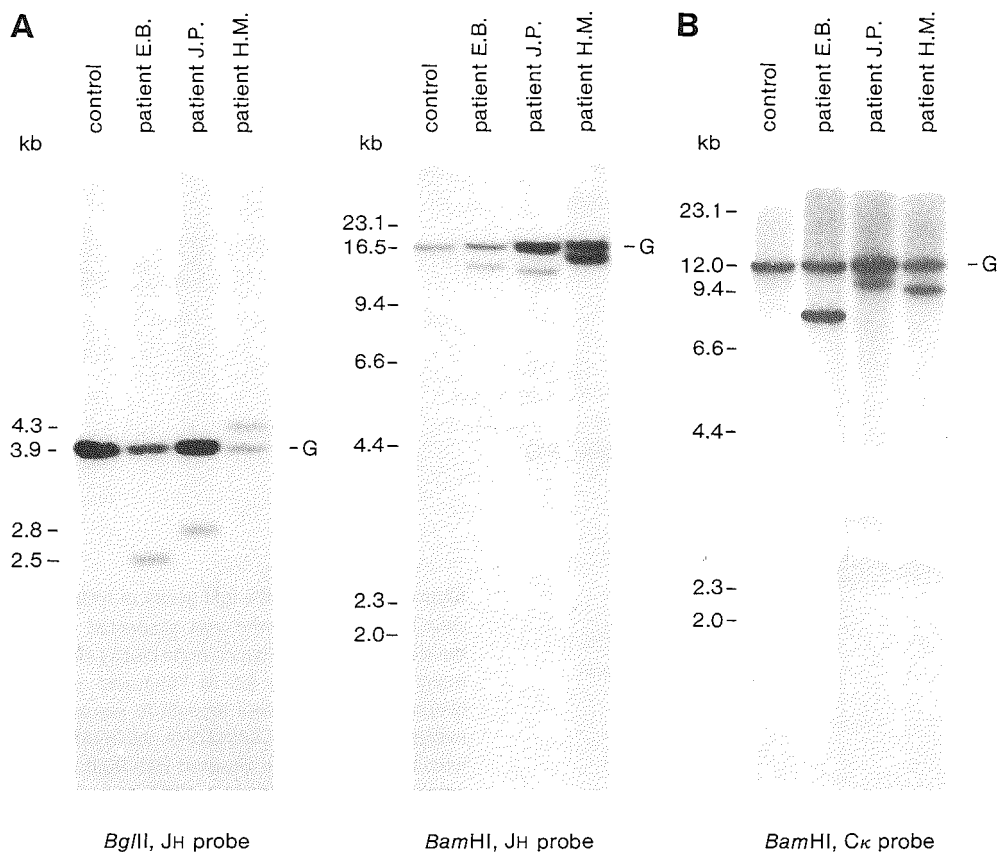 A
control
patient E.B.
patient J.P.
patient H.M.
kb
4.3 –
3.9 –
2.8 –
2.5 –
– G
BglII, JH probe
control
patient E.B.
patient J.P.
patient H.M.
kb
23.1 –
16.5 –
9.4 –
6.6 –
4.4 –
2.3 –
2.0 –
– G
BamHI, JH probe
B
control
patient E.B.
patient J.P.
patient H.M.
kb
23.1 –
12.0 –
9.4 –
6.6 –
4.4 –
2.3 –
2.0 –
– G
BamHI, Cκ probe